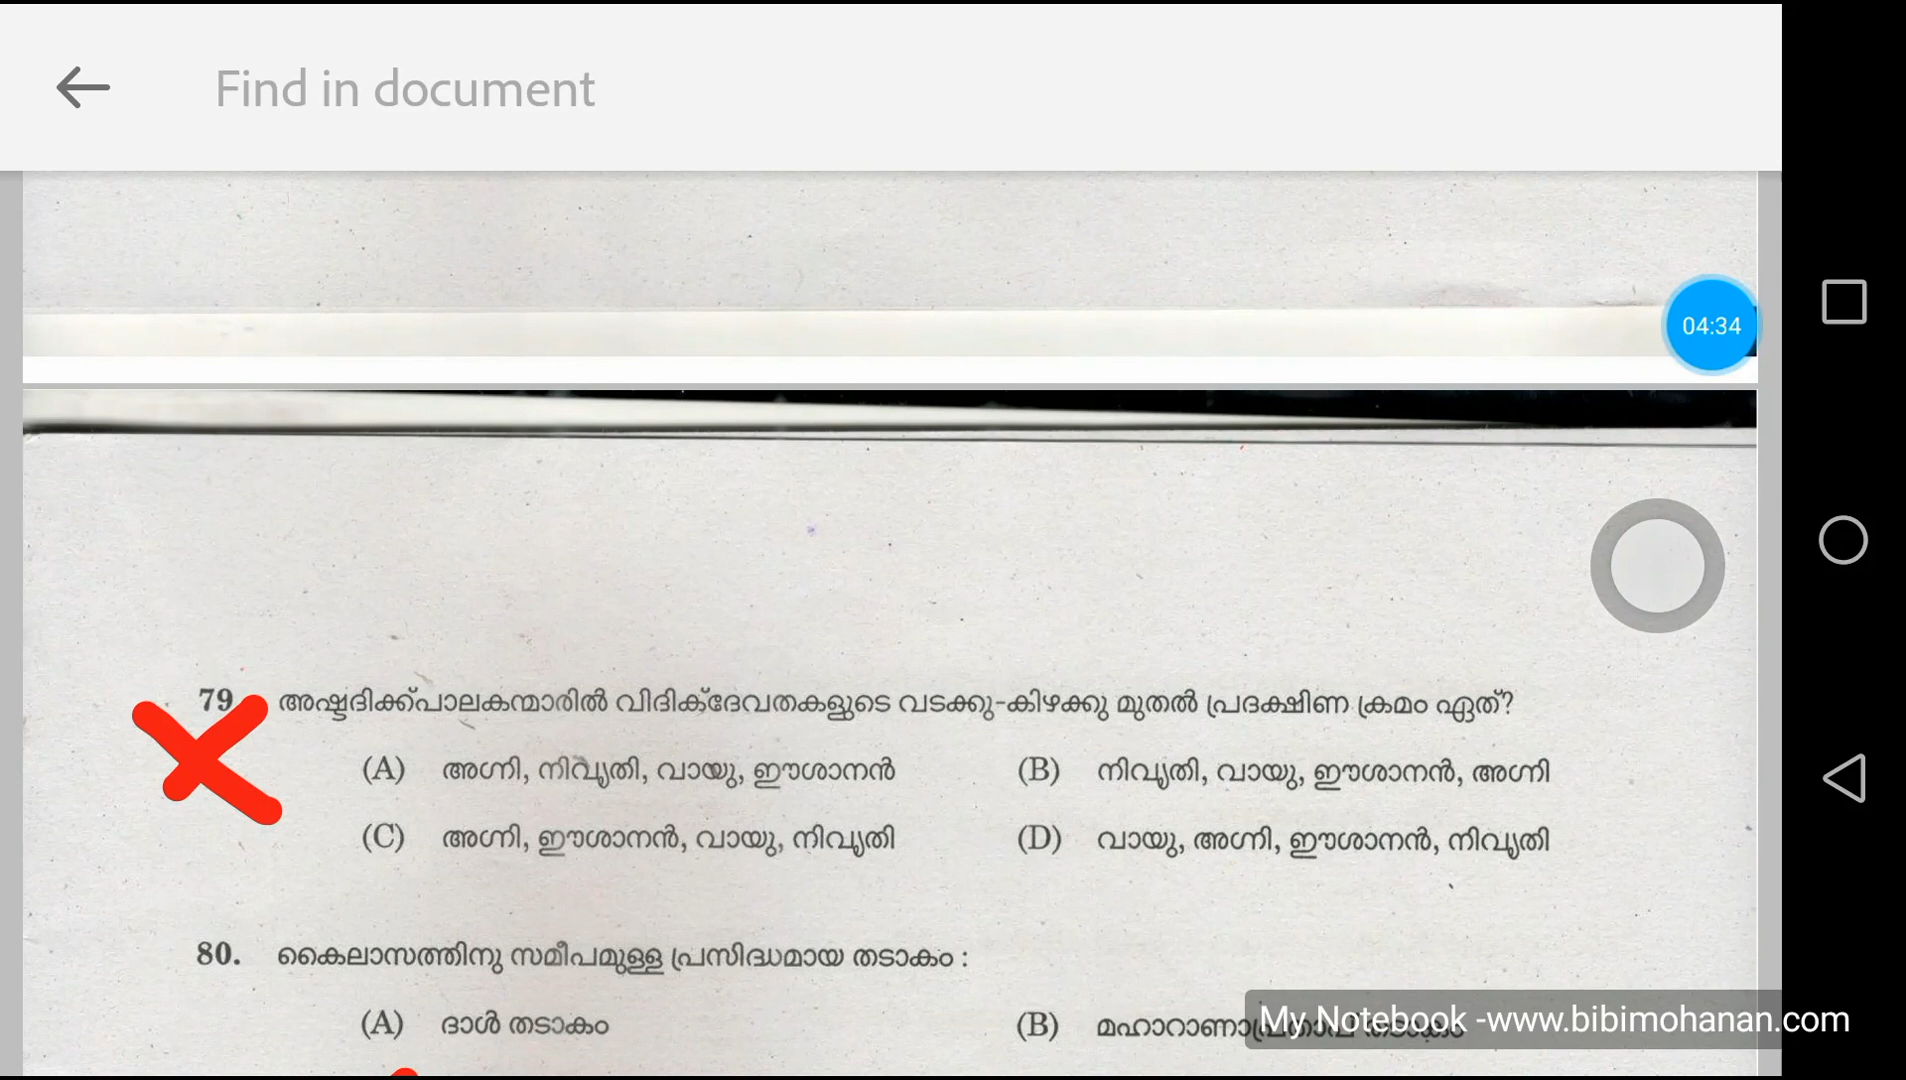 Find in document
04:34
79. അഷ്ടദിക്ക്പാലകന്മാരിൽ വിദിക്ദേവതകളുടെ വടക്കു-കിഴക്കു മുതൽ പ്രദക്ഷിണ ക്രമം ഏത്?
(A) അഗ്നി, നിവൃതി, വായു, ഈശാനൻ (B) നിവൃതി, വായു, ഈശാനൻ, അഗ്നി
(C) അഗ്നി, ഈശാനൻ, വായു, നിവൃതി (D) വായു, അഗ്നി, ഈശാനൻ, നിവൃതി
80. കൈലാസത്തിനു സമീപമുള്ള പ്രസിദ്ധമായ തടാകം :
(A) ദാൾ തടാകം (B) മഹാറാണാപ്രതാപ് തടാകം
My Notebook -www.bibimohanan.com